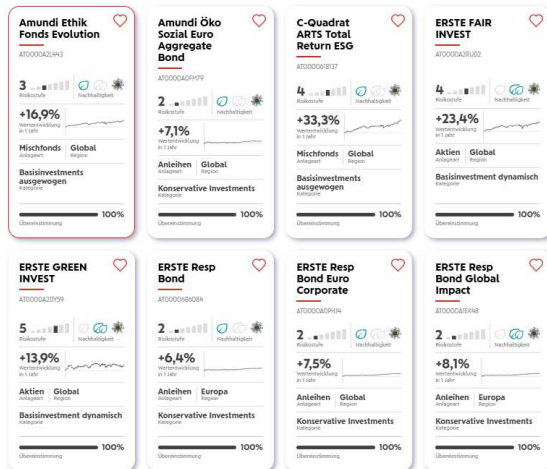 Amundi Ethik
Fonds Evolution
3
Risikostufe
Nachhaltigkeit
+16,9%
Wertentwicklung
in 1 Jahr
Mischfonds
Anlageart
Global
Region
Basisinvestments
ausgewogen
Kategorie
100%
Übereinstimmung
Amundi Öko
Sozial Euro
Aggregate
Bond
2
Risikostufe
Nachhaltigkeit
+7,1%
Wertentwicklung
in 1 Jahr
Anleihen
Anlageart
Global
Region
Konservative Investments
Kategorie
100%
Übereinstimmung
C-Quadrat
ARTS Total
Return ESG
AT0000618137
4
Risikostufe
Nachhaltigkeit
+33,3%
Wertentwicklung
in 1 Jahr
Mischfonds
Anlageart
Global
Region
Basisinvestments
ausgewogen
Kategorie
100%
Übereinstimmung
ERSTE FAIR
INVEST
4
Risikostufe
Nachhaltigkeit
+23,4%
Wertentwicklung
in 1 Jahr
Aktien
Anlageart
Global
Region
Basisinvestment dynamisch
Kategorie
100%
Übereinstimmung
ERSTE GREEN
INVEST
AT0000A2DY59
5
Risikostufe
Nachhaltigkeit
+13,9%
Wertentwicklung
in 1 Jahr
Aktien
Anlageart
Global
Region
Basisinvestment dynamisch
Kategorie
100%
Übereinstimmung
ERSTE Resp
Bond
AT0000686084
2
Risikostufe
Nachhaltigkeit
+6,4%
Wertentwicklung
in 1 Jahr
Anleihen
Anlageart
Europa
Region
Konservative Investments
Kategorie
100%
Übereinstimmung
ERSTE Resp
Bond Euro
Corporate
2
Risikostufe
Nachhaltigkeit
+7,5%
Wertentwicklung
in 1 Jahr
Anleihen
Anlageart
Global
Region
Konservative Investments
Kategorie
100%
Übereinstimmung
ERSTE Resp
Bond Global
Impact
2
Risikostufe
Nachhaltigkeit
+8,1%
Wertentwicklung
in 1 Jahr
Anleihen
Anlageart
Europa
Region
Konservative Investments
Kategorie
100%
Übereinstimmung